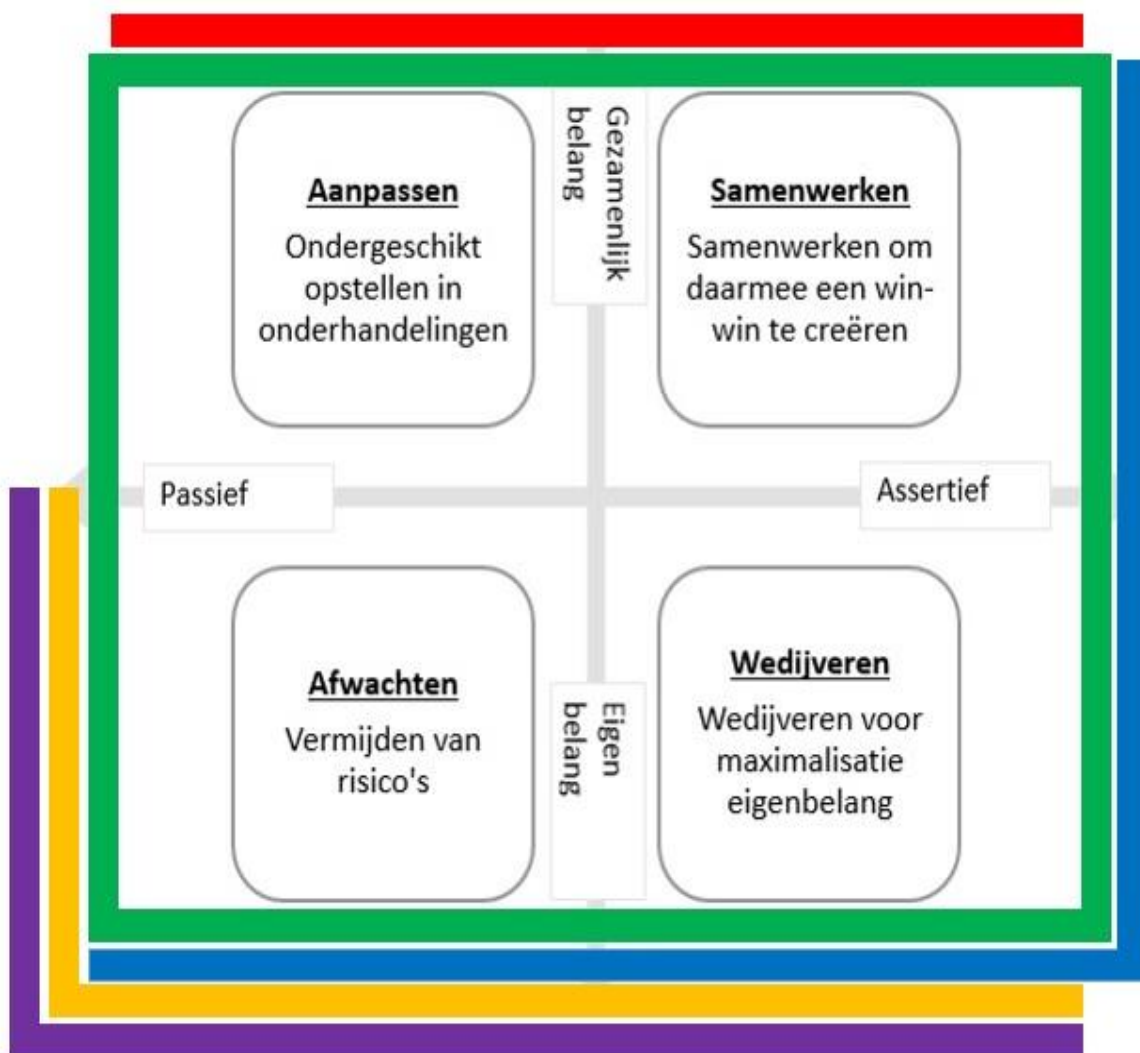 Gezamenlijk
belang
Aanpassen
Ondergeschikt
opstellen in
onderhandelingen
Samenwerken
Samenwerken om
daarmee een win-
win te creëren
Passief
Assertief
Afwachten
Vermijden van
risico's
Eigen
belang
Wedijveren
Wedijveren voor
maximalisatie
eigenbelang